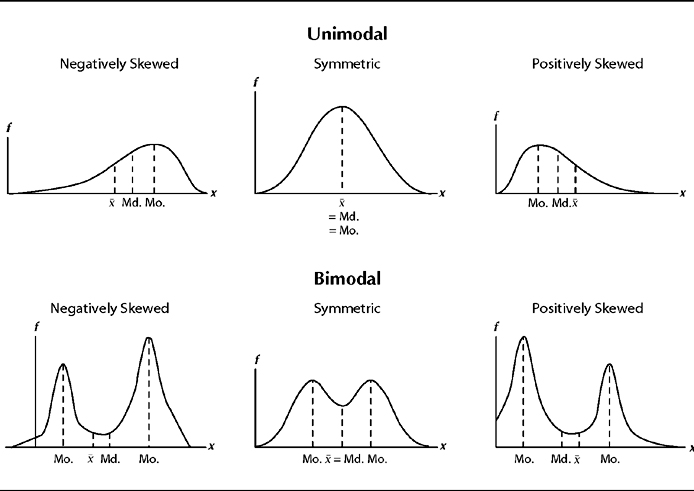 Unimodal
Negatively Skewed
Symmetric
Positively Skewed
f
f
f
x
x
x
x̄ Md. Mo.
x̄
= Md.
= Mo.
Mo. Md. x̄
Bimodal
Negatively Skewed
Symmetric
Positively Skewed
f
f
f
x
x
x
Mo. x̄ Md. Mo.
Mo. x̄ = Md. Mo.
Mo. Md. x̄ Mo.